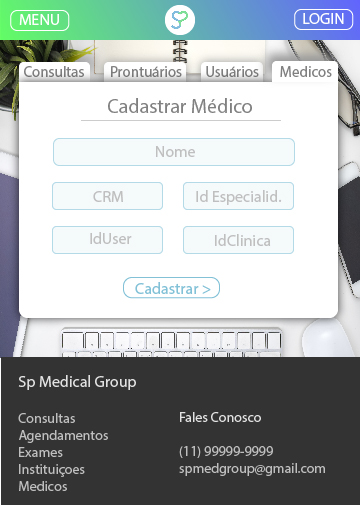 MENU
SP
LOGIN
Consultas
Prontuários
Usuários
Medicos
Cadastrar Médico
Nome
CRM
Id Especialid.
IdUser
IdClinica
Cadastrar >
Sp Medical Group
Consultas
Agendamentos
Exames
Instituiçoes
Medicos
Fales Conosco
(11) 99999-9999
spmedgroup@gmail.com